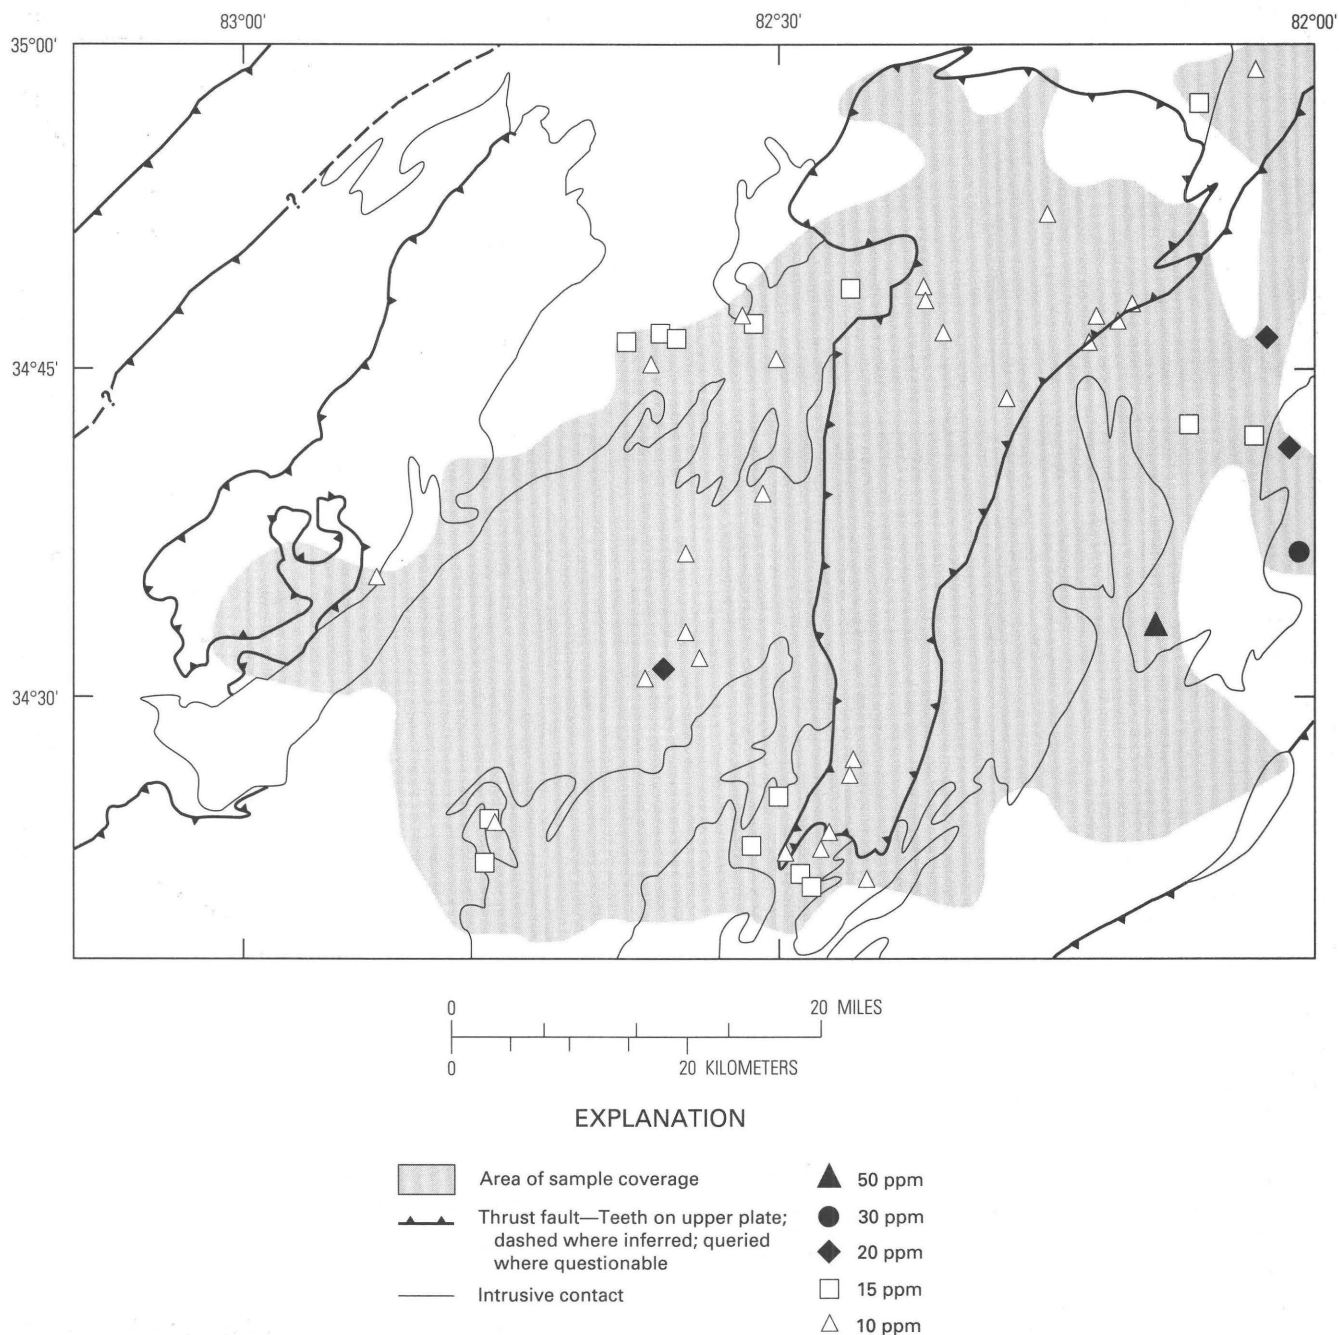 83°00'
82°30'
82°00'
35°00'
?
34°45'
?
34°30'
0
20 MILES
0
20 KILOMETERS
EXPLANATION
Area of sample coverage
Thrust fault—Teeth on upper plate;
dashed where inferred; queried
where questionable
Intrusive contact
50 ppm
30 ppm
20 ppm
15 ppm
10 ppm